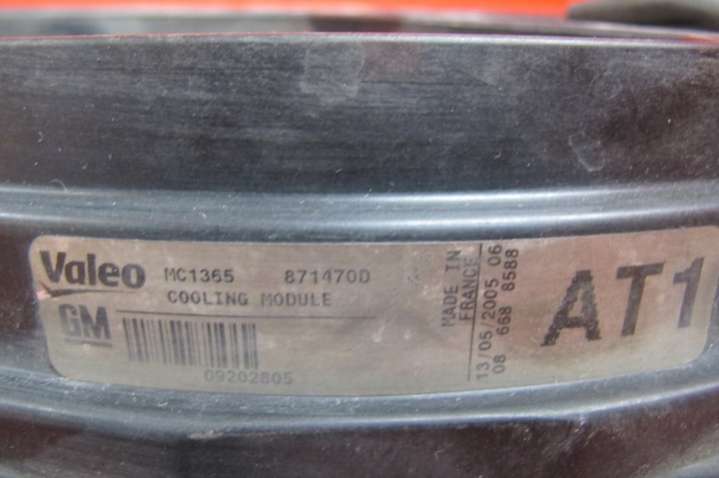 Valeo MC1365 871470D
COOLING MODULE
GM
09202805
MADE IN
FRANCE
13/05/2005 06
08 668 8588
AT1